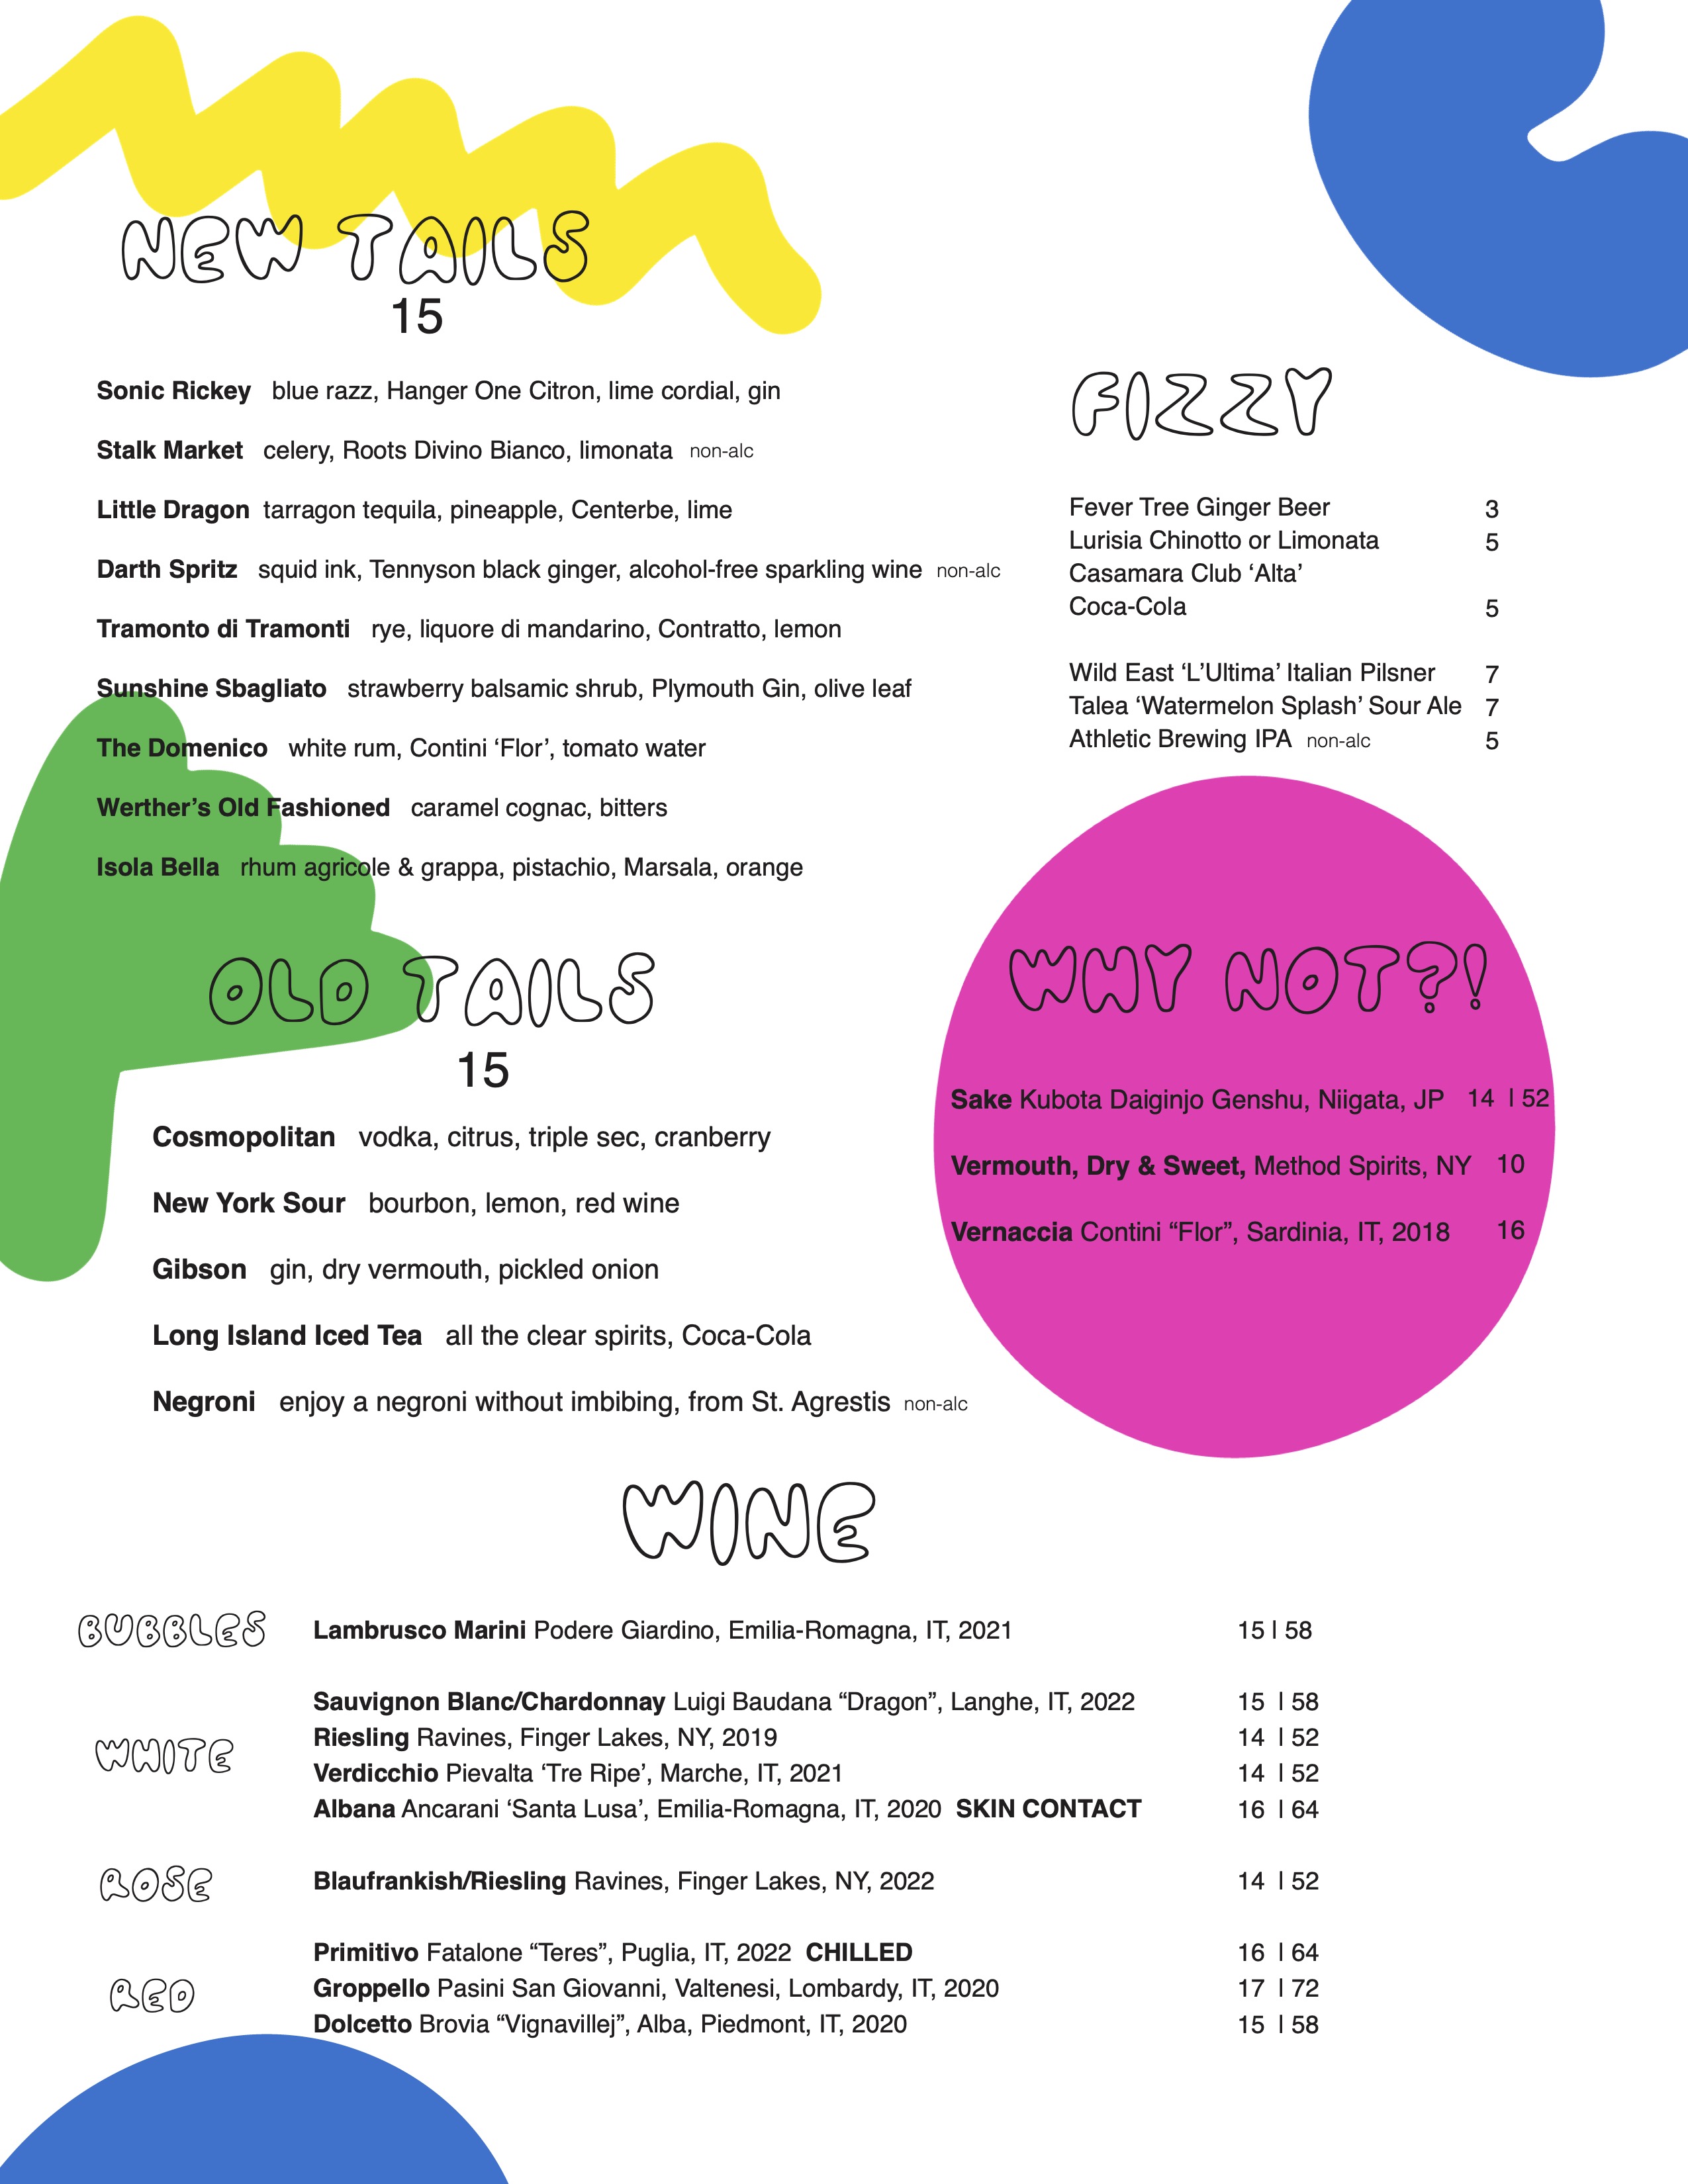 NEW TAILS
15
Sonic Rickey blue razz, Hanger One Citron, lime cordial, gin
Stalk Market celery, Roots Divino Bianco, limonata non-alc
Little Dragon tarragon tequila, pineapple, Centerbe, lime
Darth Spritz squid ink, Tennyson black ginger, alcohol-free sparkling wine non-alc
Tramonto di Tramonti rye, liquore di mandarino, Contratto, lemon
Sunshine Sbagliato strawberry balsamic shrub, Plymouth Gin, olive leaf
The Domenico white rum, Contini ‘Flor’, tomato water
Werther’s Old Fashioned caramel cognac, bitters
Isola Bella rhum agricole & grappa, pistachio, Marsala, orange
FIZZY
Fever Tree Ginger Beer 3
Lurisia Chinotto or Limonata 5
Casamara Club ‘Alta’
Coca-Cola 5
Wild East ‘L’Ultima’ Italian Pilsner 7
Talea ‘Watermelon Splash’ Sour Ale 7
Athletic Brewing IPA non-alc 5
OLD TAILS
15
Cosmopolitan vodka, citrus, triple sec, cranberry
New York Sour bourbon, lemon, red wine
Gibson gin, dry vermouth, pickled onion
Long Island Iced Tea all the clear spirits, Coca-Cola
Negroni enjoy a negroni without imbibing, from St. Agrestis non-alc
WHY NOT?!
Sake Kubota Daiginjo Genshu, Niigata, JP 14 | 52
Vermouth, Dry & Sweet, Method Spirits, NY 10
Vernaccia Contini “Flor”, Sardinia, IT, 2018 16
WINE
BUBBLES
Lambrusco Marini Podere Giardino, Emilia-Romagna, IT, 2021 15 | 58
WHITE
Sauvignon Blanc/Chardonnay Luigi Baudana “Dragon”, Langhe, IT, 2022 15 | 58
Riesling Ravines, Finger Lakes, NY, 2019 14 | 52
Verdicchio Pievalta ‘Tre Ripe’, Marche, IT, 2021 14 | 52
Albana Ancarani ‘Santa Lusa’, Emilia-Romagna, IT, 2020 SKIN CONTACT 16 | 64
ROSE
Blaufrankish/Riesling Ravines, Finger Lakes, NY, 2022 14 | 52
RED
Primitivo Fatalone “Teres”, Puglia, IT, 2022 CHILLED 16 | 64
Groppello Pasini San Giovanni, Valtenesi, Lombardy, IT, 2020 17 | 72
Dolcetto Brovia “Vignavillej”, Alba, Piedmont, IT, 2020 15 | 58